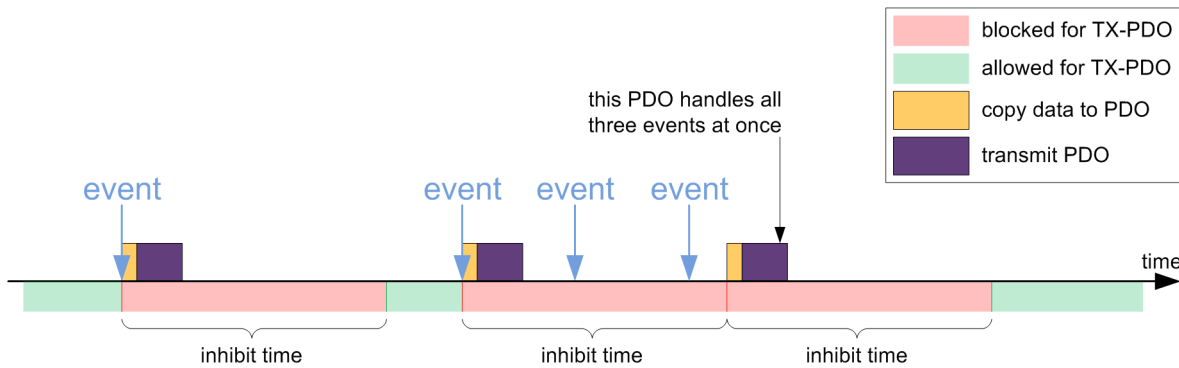 blocked for TX-PDO
allowed for TX-PDO
copy data to PDO
transmit PDO
this PDO handles all
three events at once
event
event
event
event
time
inhibit time
inhibit time
inhibit time